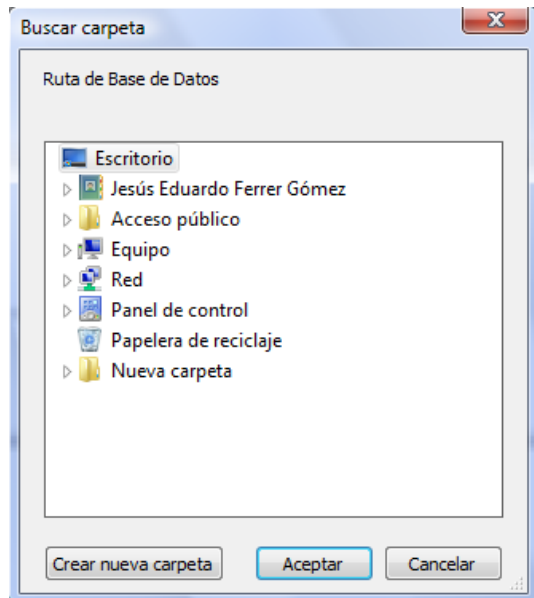 Buscar carpeta
Ruta de Base de Datos
Escritorio
Jesús Eduardo Ferrer Gómez
Acceso público
Equipo
Red
Panel de control
Papelera de reciclaje
Nueva carpeta
Crear nueva carpeta Aceptar Cancelar